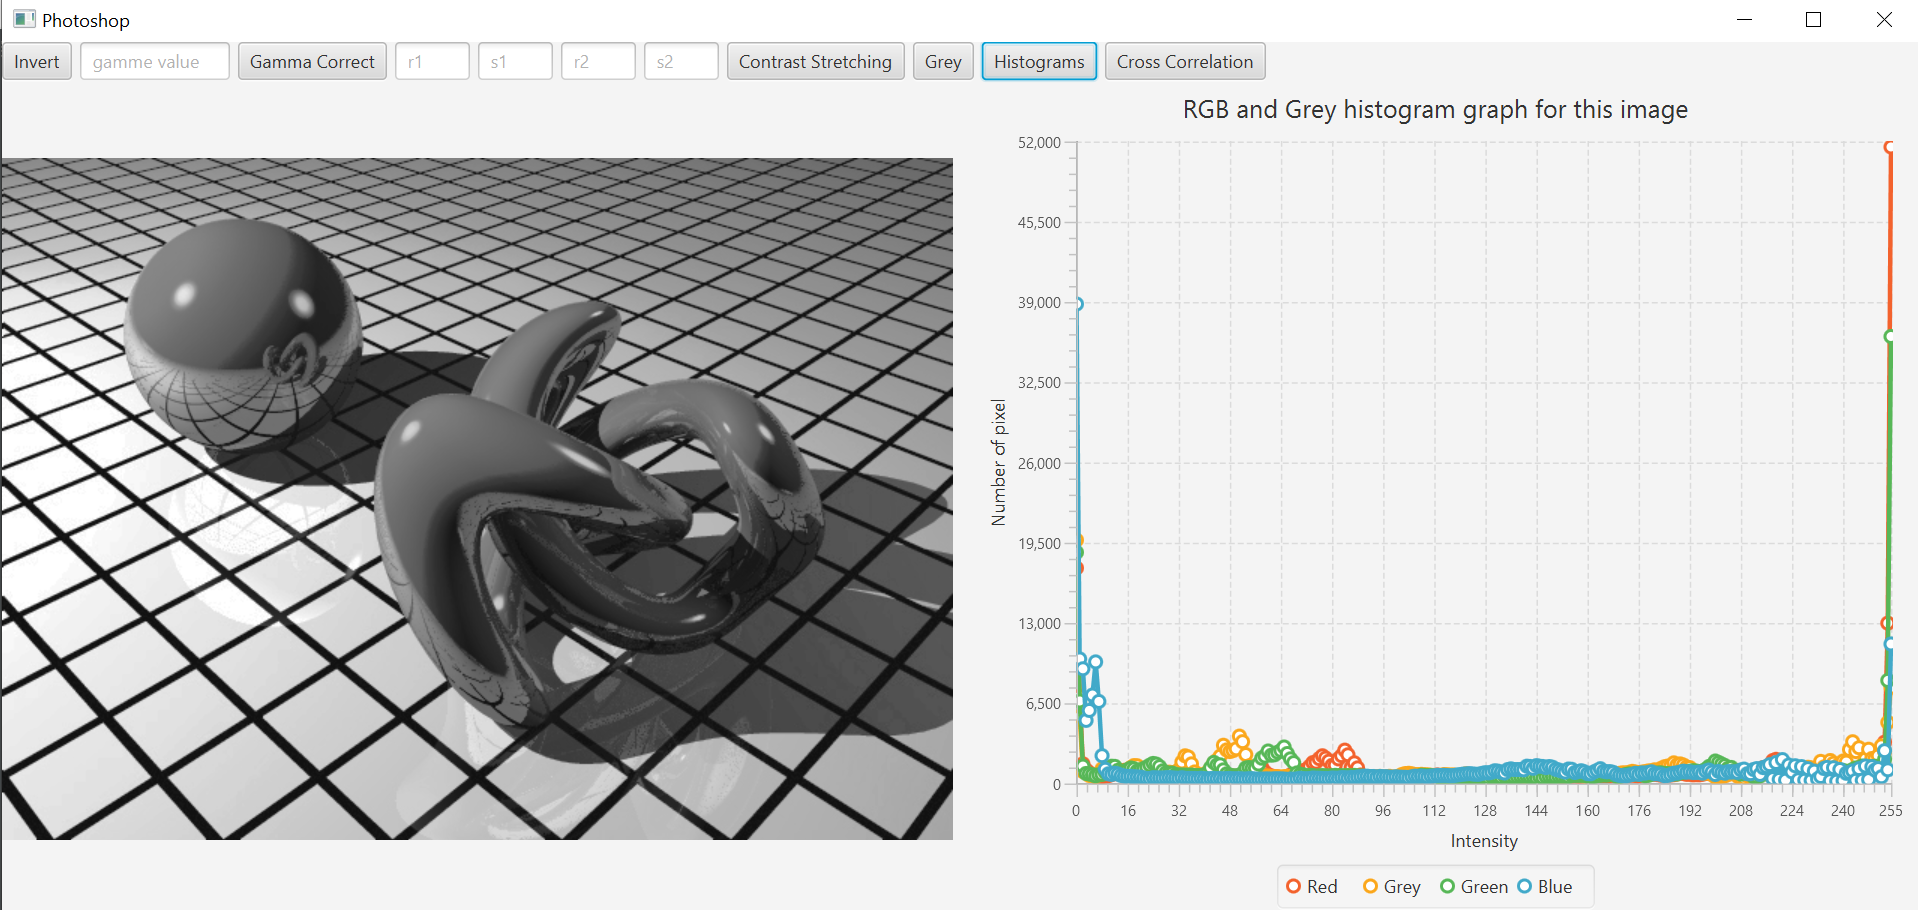 Photoshop
Invert gamme value Gamma Correct r1 s1 r2 s2 Contrast Stretching Grey Histograms Cross Correlation
RGB and Grey histogram graph for this image
52,000
45,500
39,000
32,500
26,000
19,500
13,000
6,500
0
Number of pixel
0 16 32 48 64 80 96 112 128 144 160 176 192 208 224 240 255
Intensity
Red Grey Green Blue